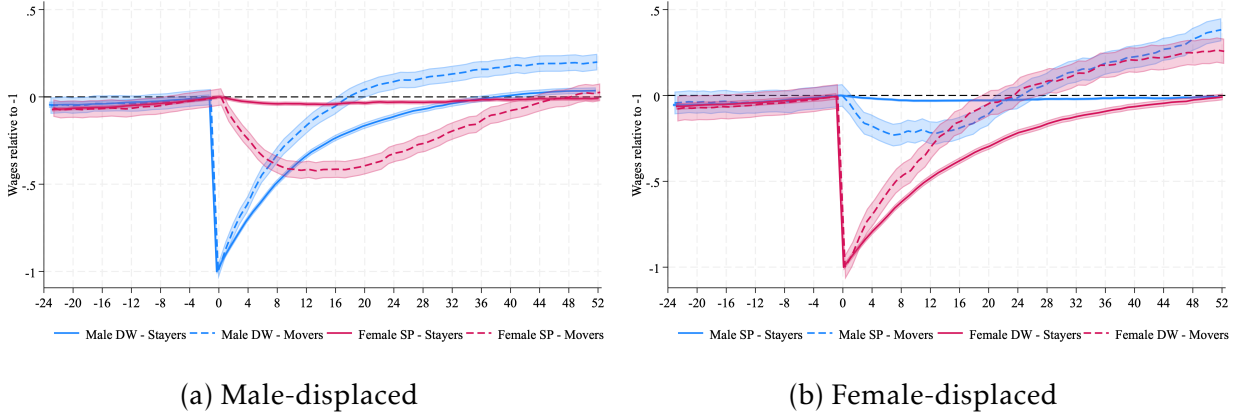 Wages relative to -1
.5
0
-.5
-1
-24 -20 -16 -12 -8 -4 0 4 8 12 16 20 24 28 32 36 40 44 48 52
Male DW - Stayers Male DW - Movers Female SP - Stayers Female SP - Movers
(a) Male-displaced
Wages relative to -1
.5
0
-.5
-1
-24 -20 -16 -12 -8 -4 0 4 8 12 16 20 24 28 32 36 40 44 48 52
Male SP - Stayers Male SP - Movers Female DW - Stayers Female DW - Movers
(b) Female-displaced